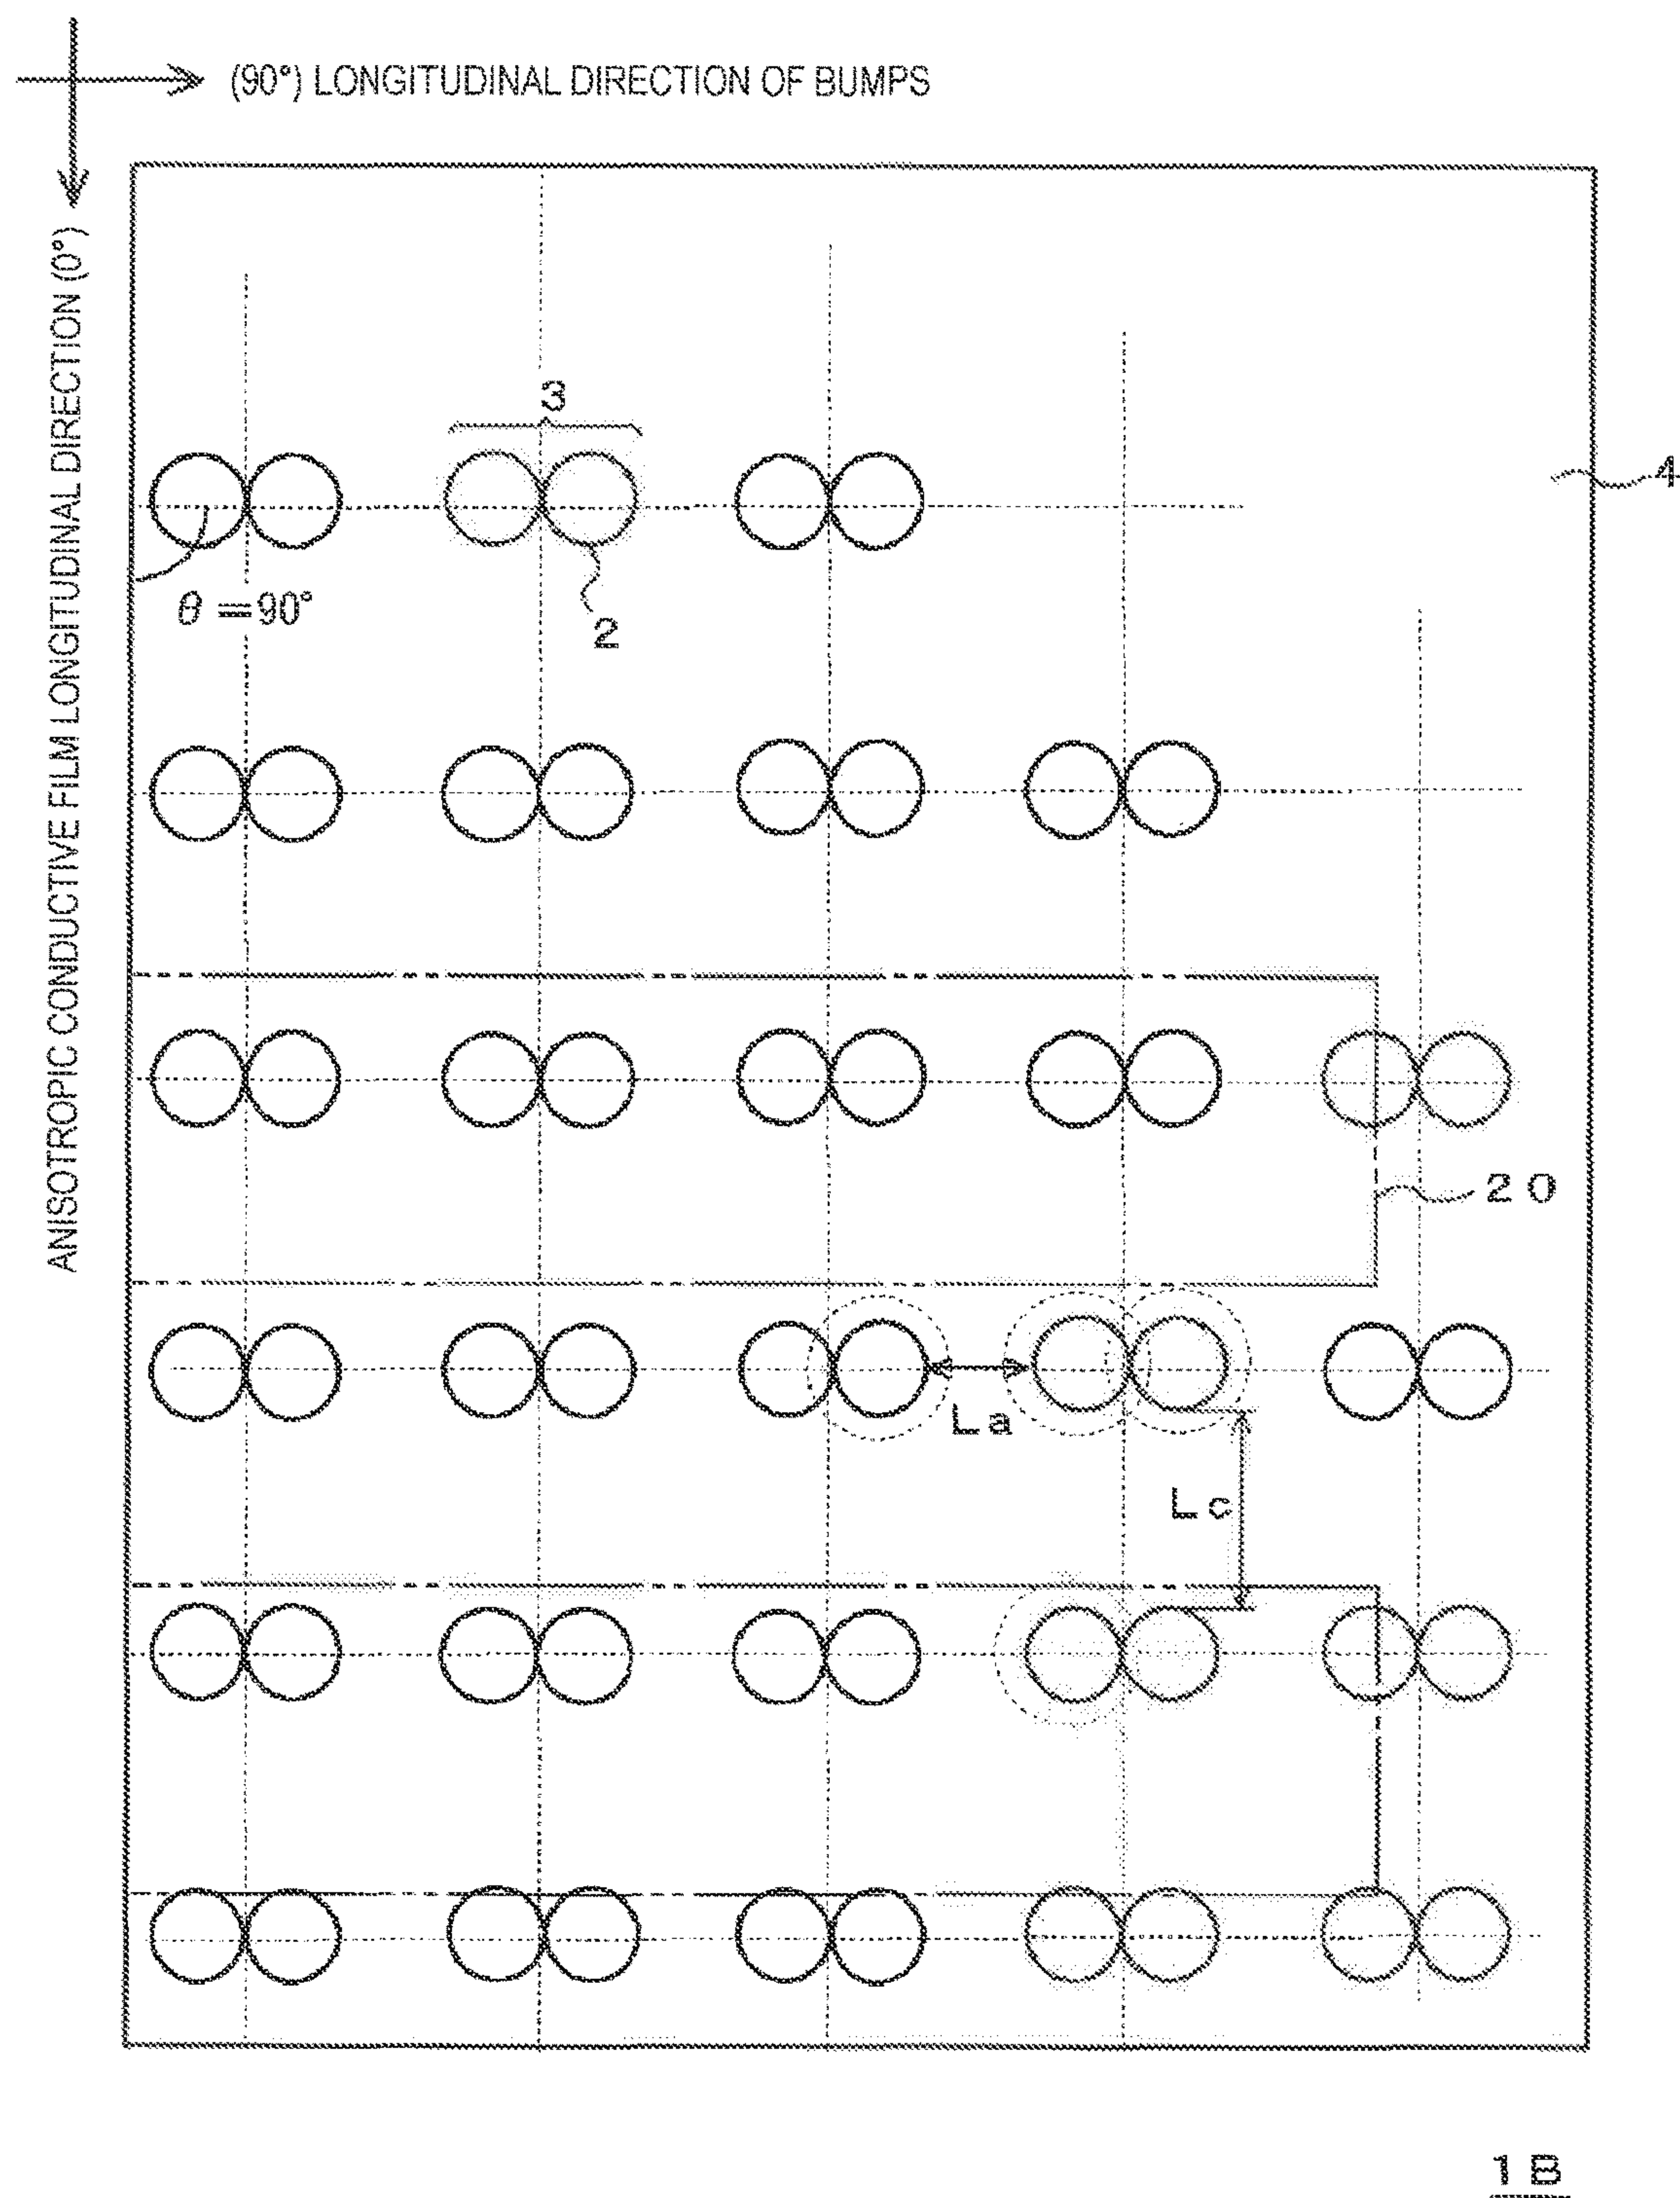 (90°) LONGITUDINAL DIRECTION OF BUMPS
ANISOTROPIC CONDUCTIVE FILM LONGITUDINAL DIRECTION (0°)
3
4
θ=90°
2
20
La
Lc
1B